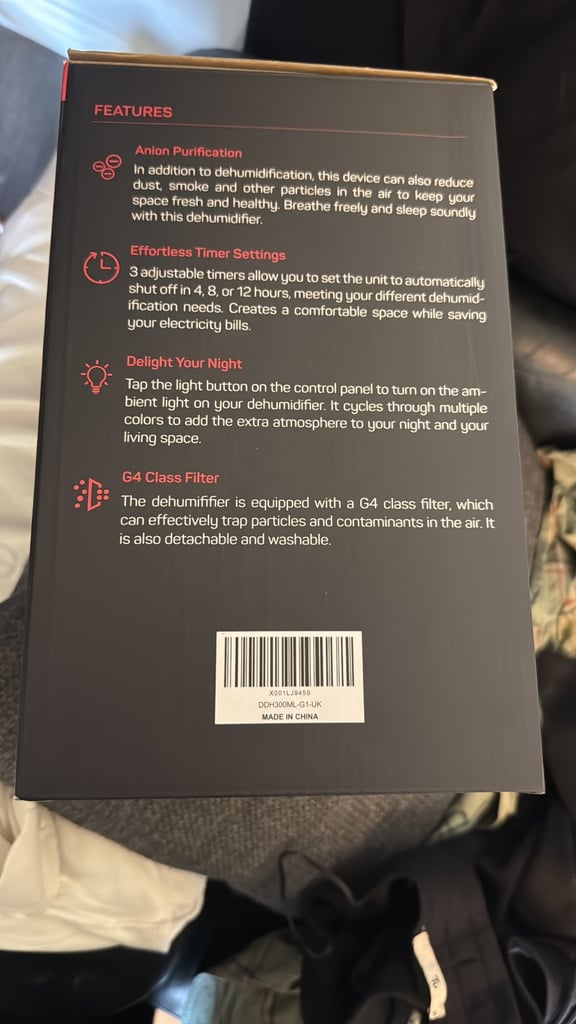 FEATURES
Anion Purification
In addition to dehumidification, this device can also reduce
dust, smoke and other particles in the air to keep your
space fresh and healthy. Breathe freely and sleep soundly
with this dehumidifier.
Effortless Timer Settings
3 adjustable timers allow you to set the unit to automatically
shut off in 4, 8, or 12 hours, meeting your different dehumid-
ification needs. Creates a comfortable space while saving
your electricity bills.
Delight Your Night
Tap the light button on the control panel to turn on the am-
bient light on your dehumidifier. It cycles through multiple
colors to add the extra atmosphere to your night and your
living space.
G4 Class Filter
The dehumififier is equipped with a G4 class filter, which
can effectively trap particles and contaminants in the air. It
is also detachable and washable.
X001LJ9459
DDH300ML-G1-UK
MADE IN CHINA
Tu